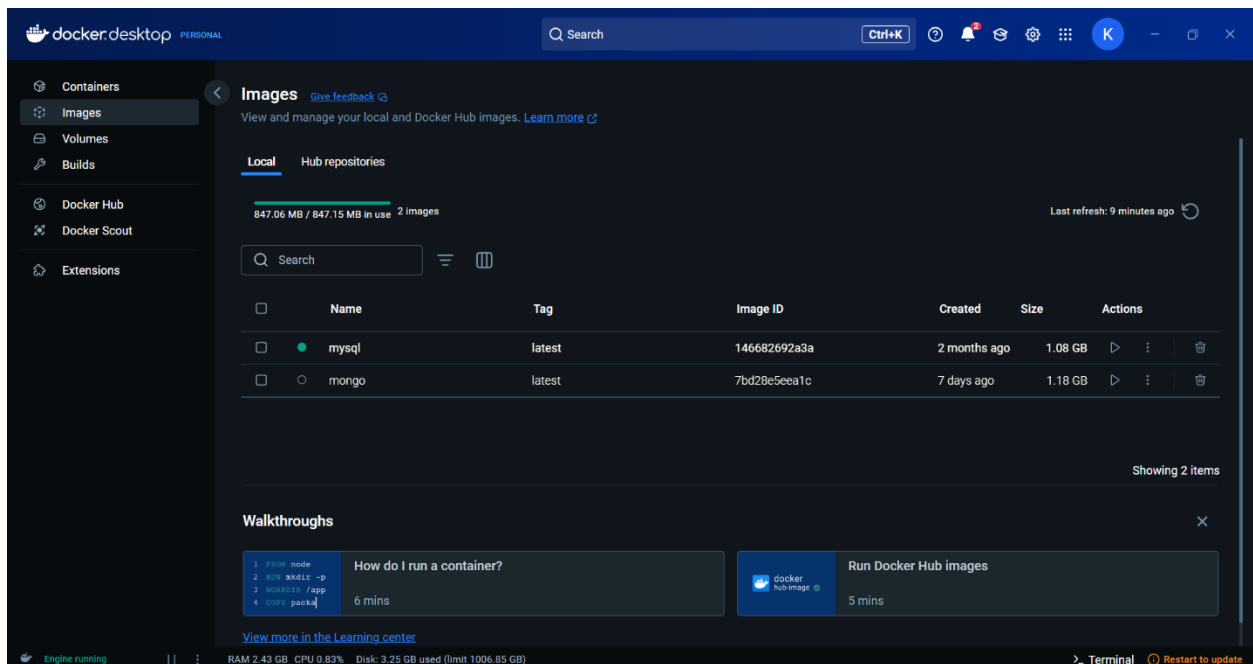 docker.desktop PERSONAL
Search
Ctrl+K
2
K
Containers
Images
Volumes
Builds
Docker Hub
Docker Scout
Extensions
Images Give feedback
View and manage your local and Docker Hub images. Learn more
Local Hub repositories
847.06 MB / 847.15 MB in use 2 images
Last refresh: 9 minutes ago
Search
Name Tag Image ID Created Size Actions
mysql latest 146682692a3a 2 months ago 1.08 GB
mongo latest 7bd28e5eea1c 7 days ago 1.18 GB
Showing 2 items
Walkthroughs
1 FROM node
2 RUN mkdir -p
3 WORKDIR /app
4 COPY packa
How do I run a container?
6 mins
docker
hub-image
Run Docker Hub images
5 mins
View more in the Learning center
Engine running
RAM 2.43 GB CPU 0.83% Disk: 3.25 GB used (limit 1006.85 GB)
>_ Terminal
Restart to update